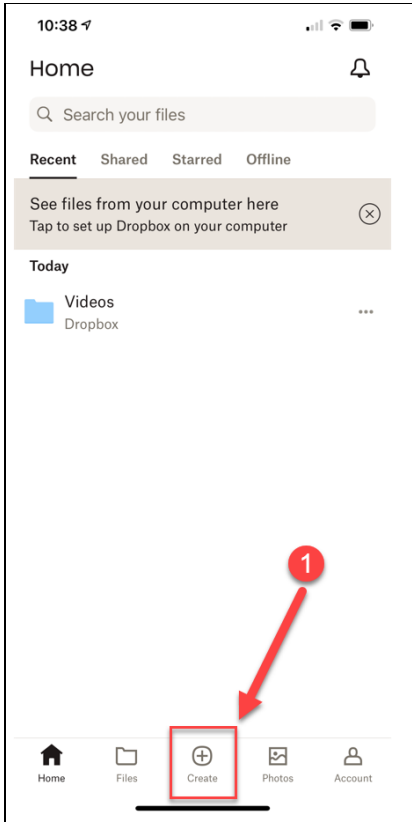 10:38
Home
Search your files
Recent Shared Starred Offline
See files from your computer here
Tap to set up Dropbox on your computer
Today
Videos
Dropbox
1
Home Files Create Photos Account